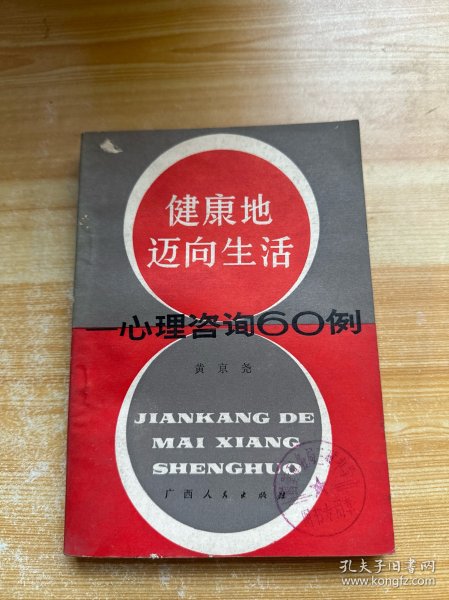 健康地
迈向生活
——心理咨询60例
黄京尧
JIANKANG DE
MAI XIANG
SHENGHUO
广西人民出版社
孔夫子旧书网
www.kongfz.com